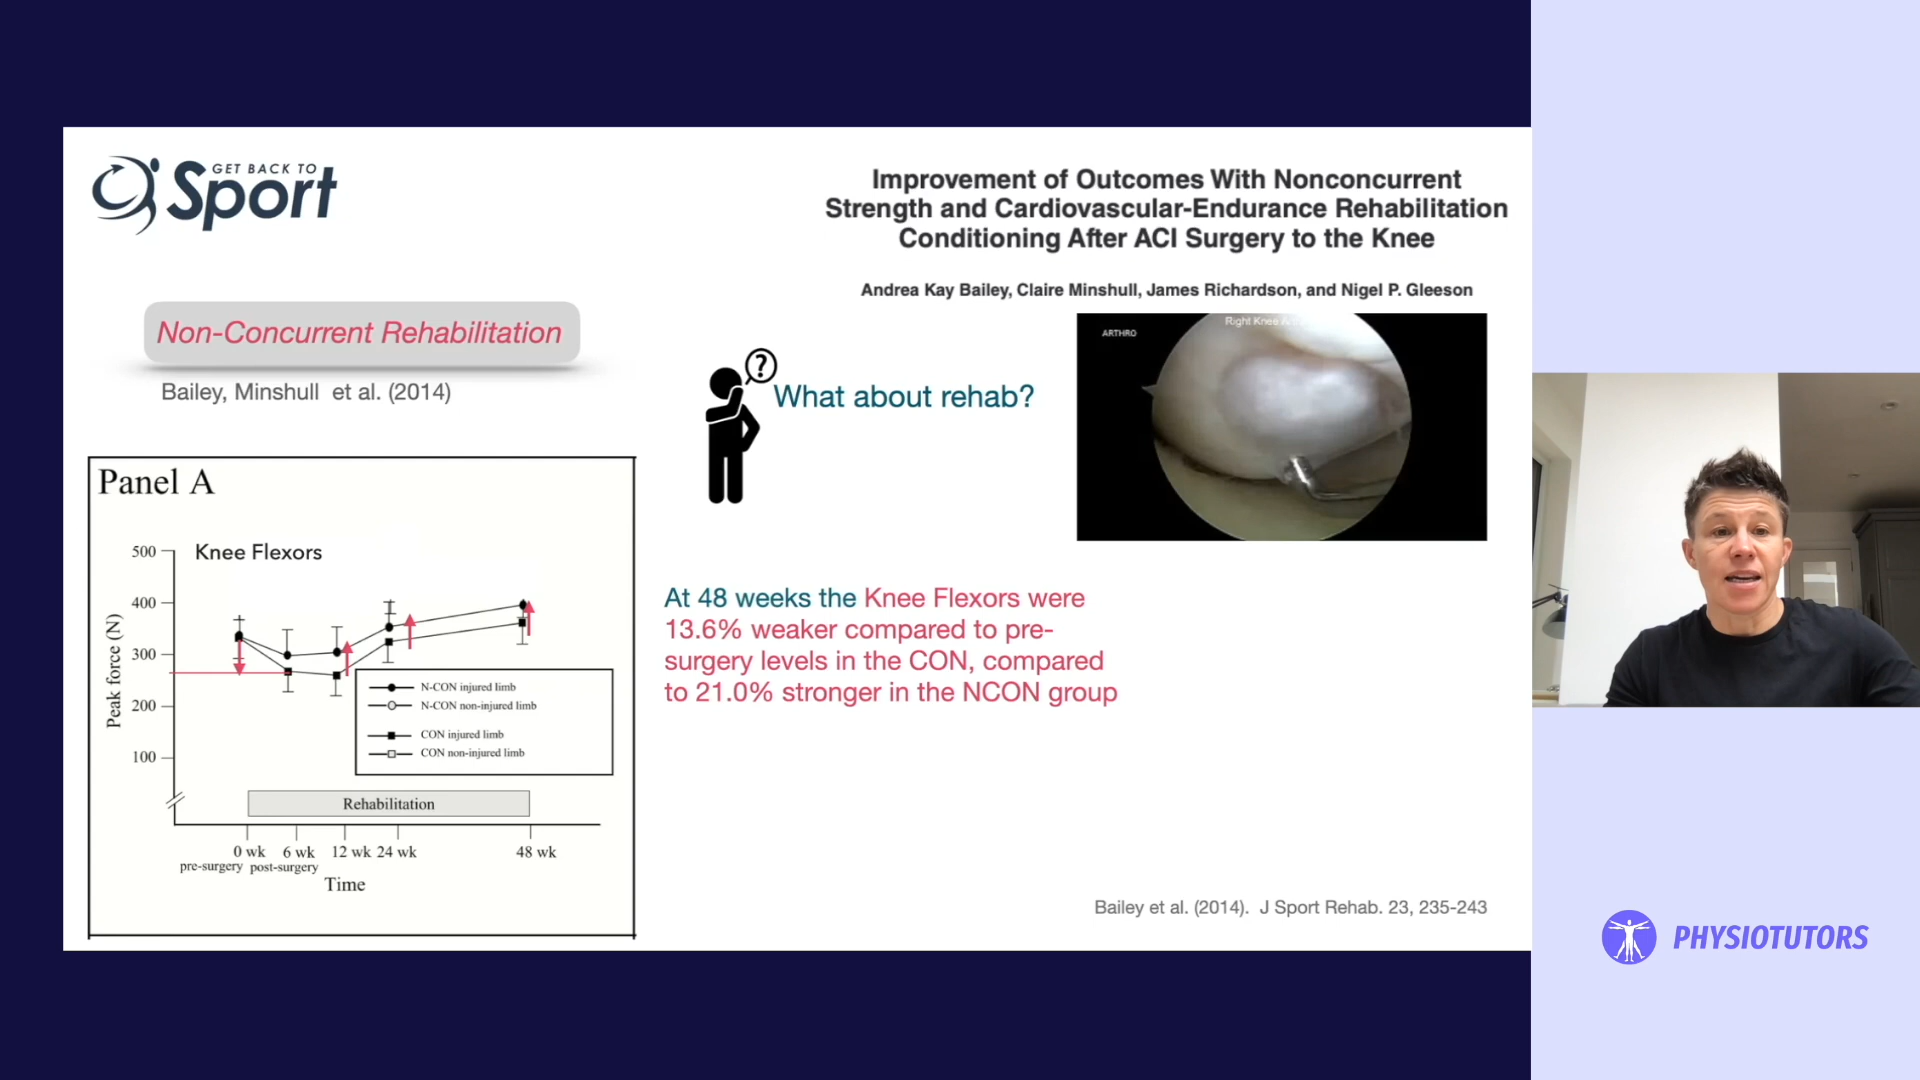 GET BACK TO
Sport
Improvement of Outcomes With Nonconcurrent
Strength and Cardiovascular-Endurance Rehabilitation
Conditioning After ACI Surgery to the Knee
Andrea Kay Bailey, Claire Minshull, James Richardson, and Nigel P. Gleeson
Non-Concurrent Rehabilitation
Bailey, Minshull et al. (2014)
?
What about rehab?
ARTHRO
Right Knee
Panel A
Knee Flexors
500
400
300
200
100
Peak force (N)
N-CON injured limb
N-CON non-injured limb
CON injured limb
CON non-injured limb
Rehabilitation
0 wk 6 wk 12 wk 24 wk 48 wk
pre-surgery post-surgery
Time
At 48 weeks the Knee Flexors were
13.6% weaker compared to pre-
surgery levels in the CON, compared
to 21.0% stronger in the NCON group
Bailey et al. (2014). J Sport Rehab. 23, 235-243
PHYSIOTUTORS